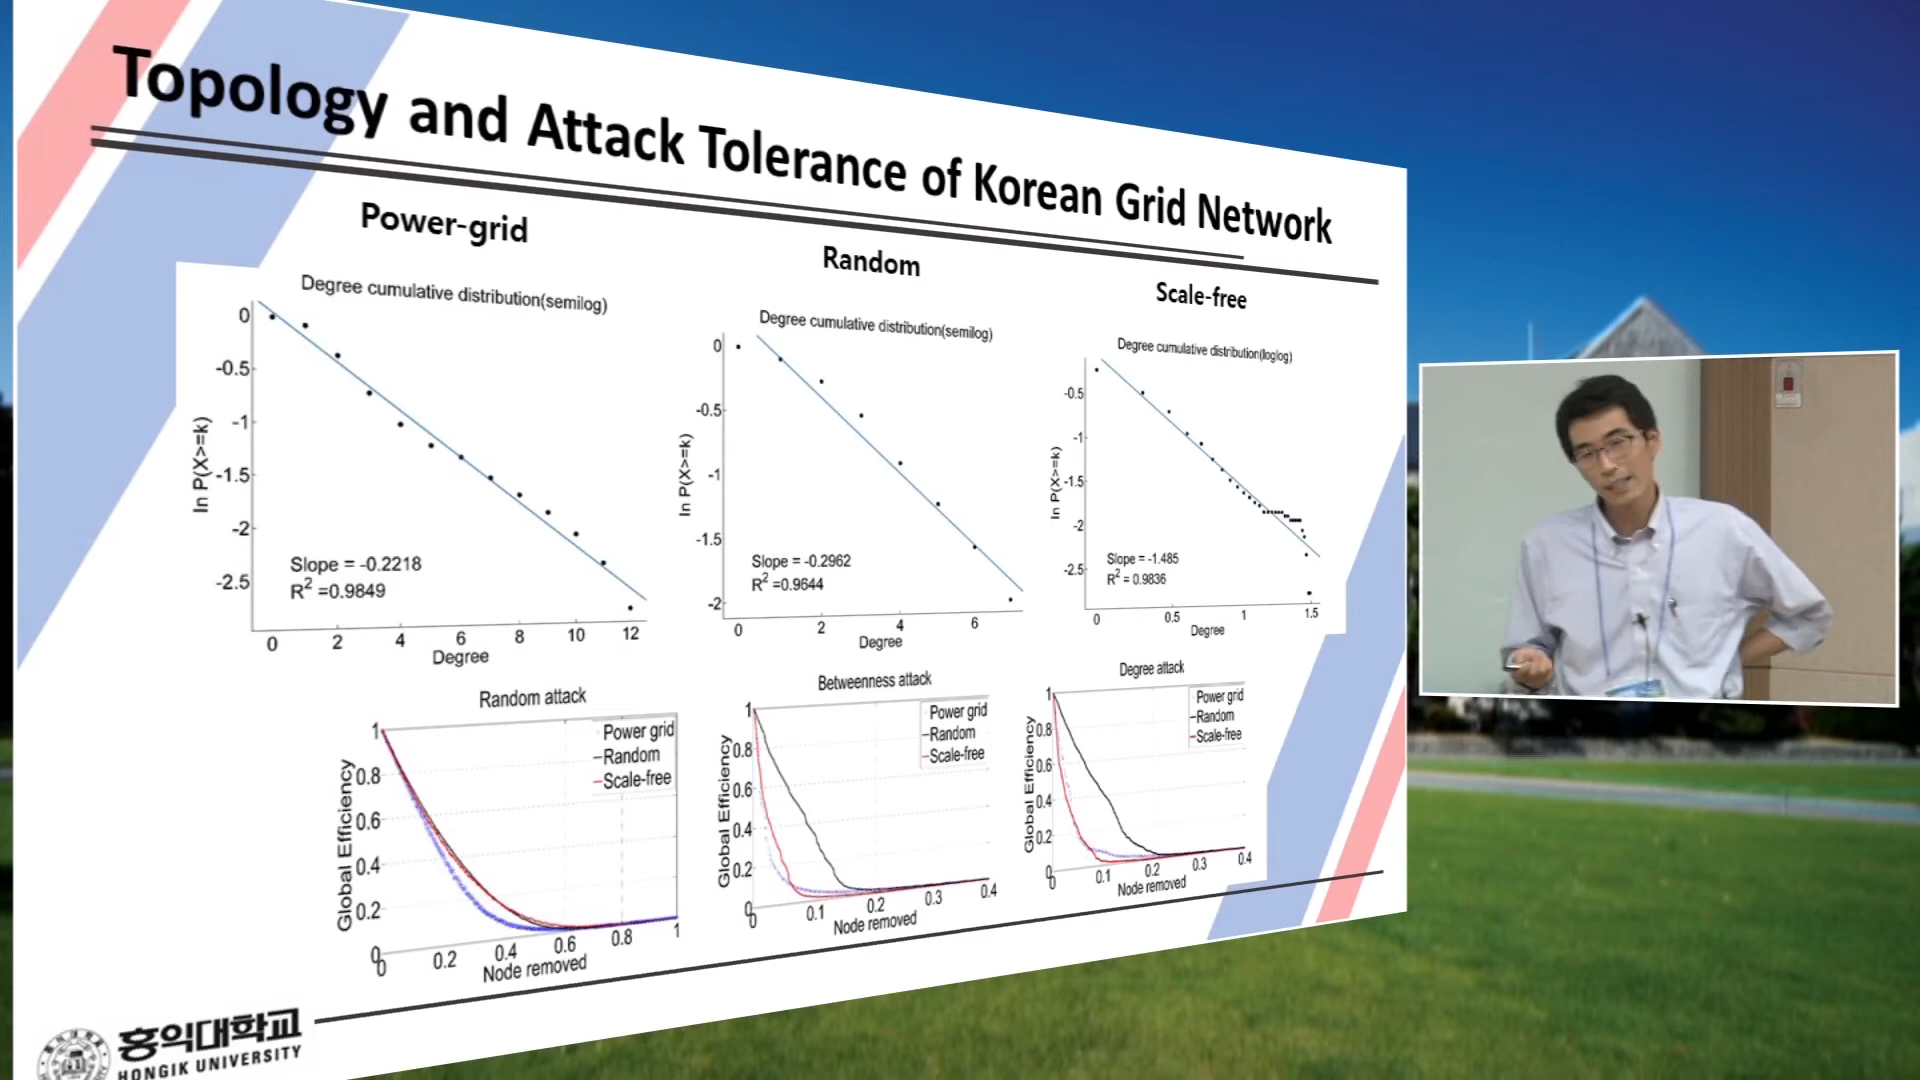 Topology and Attack Tolerance of Korean Grid Network
Power-grid
Random
Scale-free
Degree cumulative distribution(semilog)
0
-0.5
-1
-1.5
-2
-2.5
ln P(X>=k)
Slope = -0.2218
R2 =0.9849
0 2 4 6 8 10 12
Degree
Degree cumulative distribution(semilog)
0
-0.5
-1
-1.5
-2
ln P(X>=k)
Slope = -0.2962
R2 =0.9644
0 2 4 6
Degree
Degree cumulative distribution(loglog)
-0.5
-1
-1.5
-2
-2.5
ln P(X>=k)
Slope = -1.485
R2 = 0.9836
0 0.5 1 1.5
Degree
Random attack
1
0.8
0.6
0.4
0.2
0
Global Efficiency
Power grid
Random
Scale-free
0 0.2 0.4 0.6 0.8 1
Node removed
Betweenness attack
1
0.8
0.6
0.4
0.2
0
Global Efficiency
Power grid
Random
Scale-free
0 0.1 0.2 0.3 0.4
Node removed
Degree attack
1
0.8
0.6
0.4
0.2
0
Global Efficiency
Power grid
Random
Scale-free
0 0.1 0.2 0.3 0.4
Node removed
홍익대학교
HONGIK UNIVERSITY